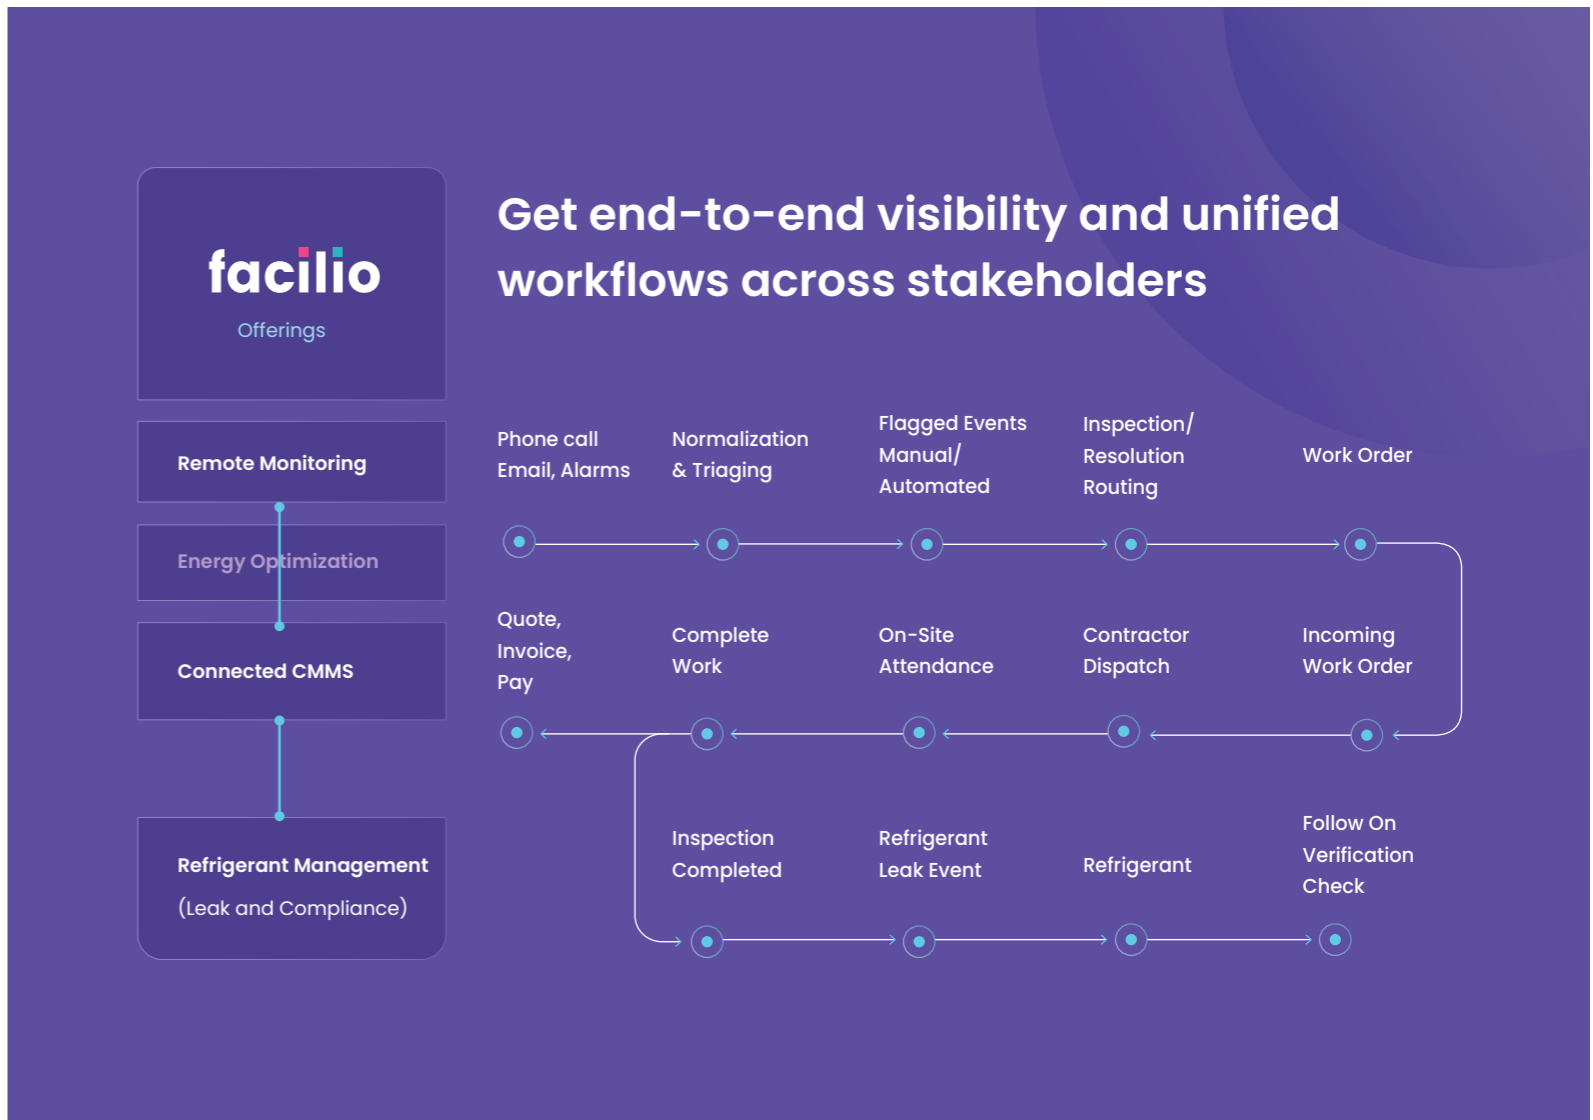 facilio
Offerings
Get end-to-end visibility and unified
workflows across stakeholders
Remote Monitoring
Phone call
Email, Alarms
Normalization
& Triaging
Flagged Events
Manual/
Automated
Inspection/
Resolution
Routing
Work Order
Energy Optimization
Connected CMMS
Quote,
Invoice,
Pay
Complete
Work
On-Site
Attendance
Contractor
Dispatch
Incoming
Work Order
Refrigerant Management
(Leak and Compliance)
Inspection
Completed
Refrigerant
Leak Event
Refrigerant
Follow On
Verification
Check